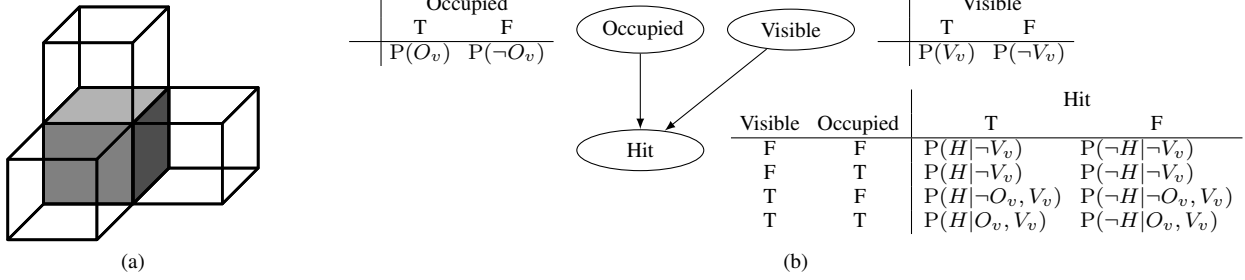 Occupied
T F
P(O_v) P(¬O_v)
Occupied
Visible
Visible
T F
P(V_v) P(¬V_v)
Hit
Hit
Visible Occupied T F
F F P(H|¬V_v) P(¬H|¬V_v)
F T P(H|¬V_v) P(¬H|¬V_v)
T F P(H|¬O_v, V_v) P(¬H|¬O_v, V_v)
T T P(H|O_v, V_v) P(¬H|O_v, V_v)
(a)
(b)